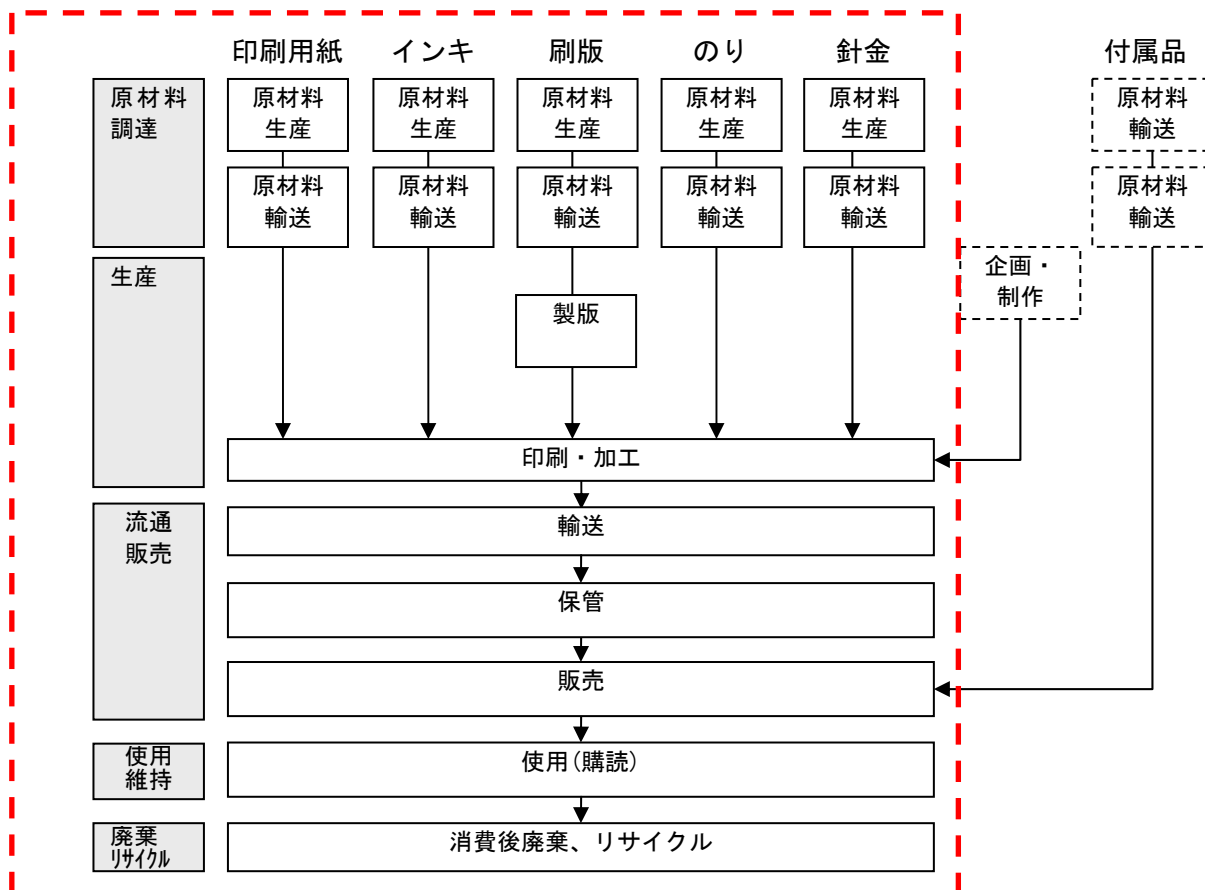 印刷用紙 インキ 刷版 のり 針金 付属品
原材料
調達
原材料
生産
原材料
生産
原材料
生産
原材料
生産
原材料
生産
原材料
輸送
原材料
輸送
原材料
輸送
原材料
輸送
原材料
輸送
原材料
輸送
原材料
輸送
生産
企画・
制作
製版
印刷・加工
流通
販売
輸送
保管
販売
使用
維持
使用(購読)
廃棄
ﾘｻｲｸﾙ
消費後廃棄、リサイクル